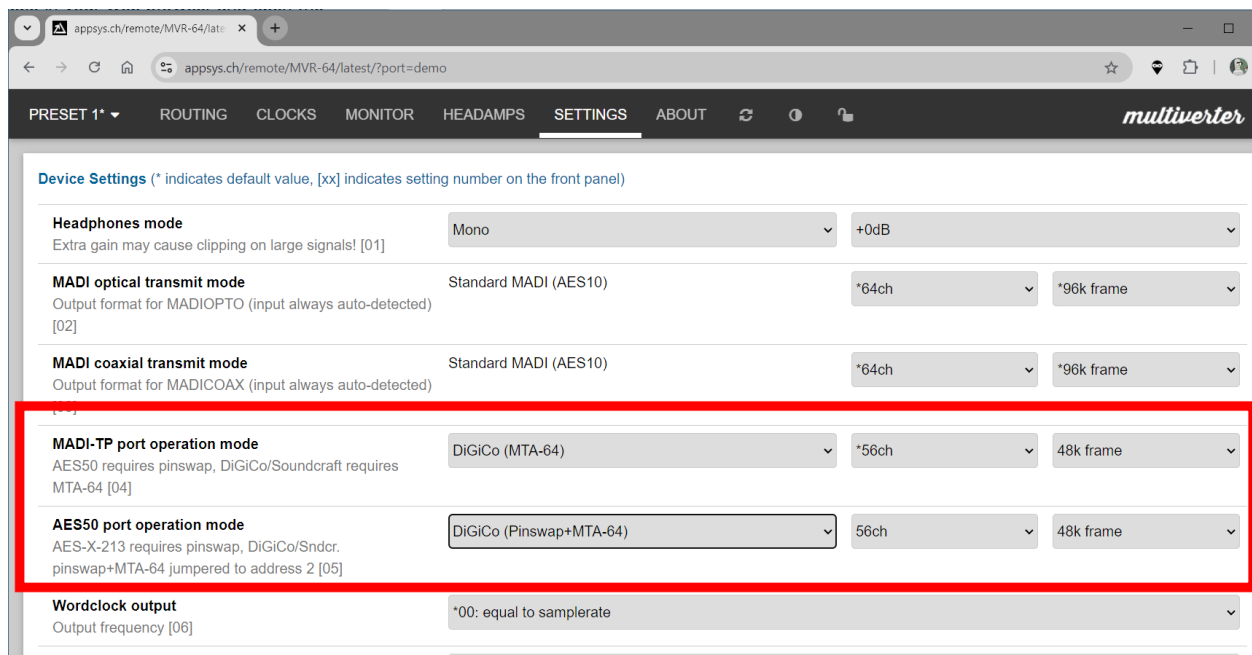 appsys.ch/remote/MVR-64/late
appsys.ch/remote/MVR-64/latest/?port=demo
PRESET 1* ROUTING CLOCKS MONITOR HEADAMPS SETTINGS ABOUT multiverter
Device Settings (* indicates default value, [xx] indicates setting number on the front panel)
Headphones mode Mono +0dB
Extra gain may cause clipping on large signals! [01]
MADI optical transmit mode Standard MADI (AES10) *64ch *96k frame
Output format for MADIOPTO (input always auto-detected)
[02]
MADI coaxial transmit mode Standard MADI (AES10) *64ch *96k frame
Output format for MADICOAX (input always auto-detected)
MADI-TP port operation mode DiGiCo (MTA-64) *56ch 48k frame
AES50 requires pinswap, DiGiCo/Soundcraft requires
MTA-64 [04]
AES50 port operation mode DiGiCo (Pinswap+MTA-64) 56ch 48k frame
AES-X-213 requires pinswap, DiGiCo/Sndcr.
pinswap+MTA-64 jumpered to address 2 [05]
Wordclock output *00: equal to samplerate
Output frequency [06]